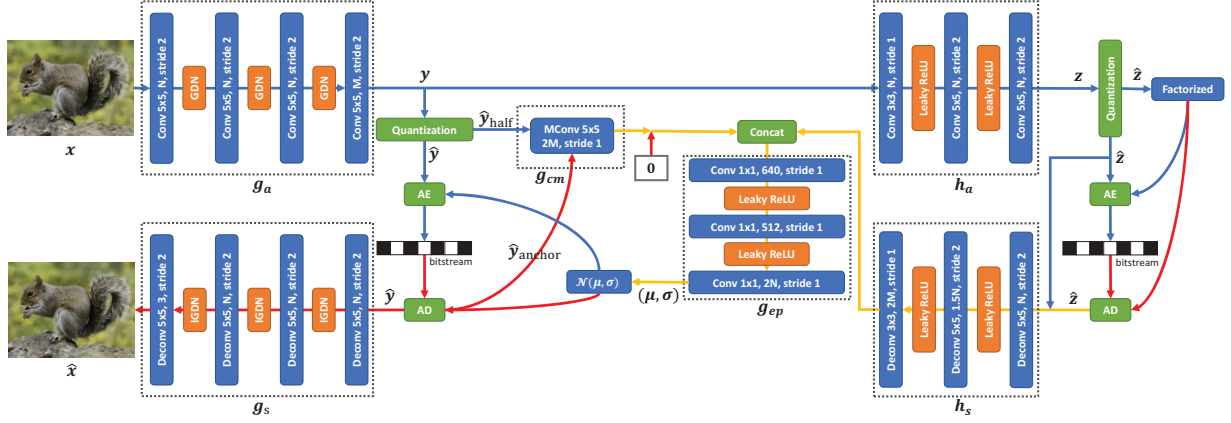 x
Conv 5x5, N, stride 2
GDN
Conv 5x5, N, stride 2
GDN
Conv 5x5, N, stride 2
GDN
Conv 5x5, M, stride 2
g_a
y
Quantization
ŷ_half
ŷ
MConv 5x5
2M, stride 1
g_cm
0
Concat
Conv 1x1, 640, stride 1
Leaky ReLU
Conv 1x1, 512, stride 1
Leaky ReLU
Conv 1x1, 2N, stride 1
g_ep
(μ, σ)
𝒩(μ, σ)
AE
bitstream
ŷ_anchor
AD
ŷ
Conv 3x3, N, stride 1
Leaky ReLU
Conv 5x5, N, stride 2
Leaky ReLU
Conv 5x5, N, stride 2
h_a
z
Quantization
ẑ
Factorized
ẑ
AE
bitstream
AD
ẑ
Deconv 3x3, 2M, stride 1
Leaky ReLU
Deconv 5x5, 1.5N, stride 2
Leaky ReLU
Deconv 5x5, N, stride 2
h_s
Deconv 5x5, 3, stride 2
IGDN
Deconv 5x5, N, stride 2
IGDN
Deconv 5x5, N, stride 2
IGDN
Deconv 5x5, N, stride 2
g_s
x̂